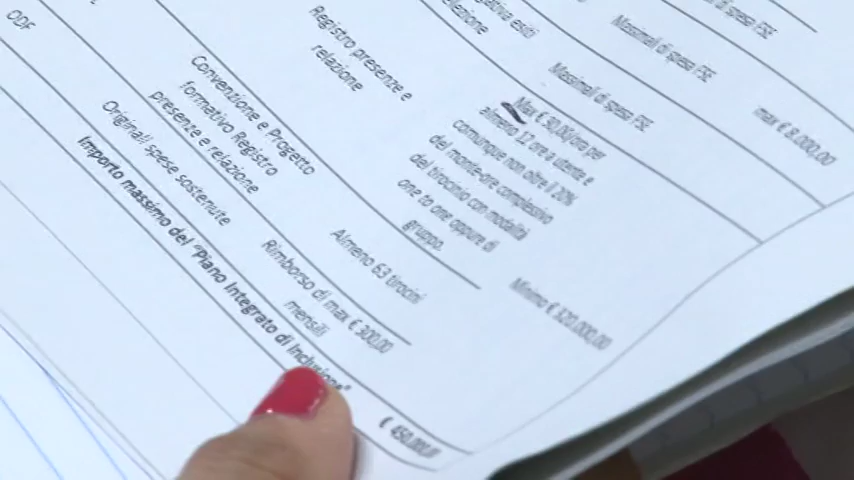 ODF
Registro presenze e
relazione
relazione
Massimali di spesa FSE
Massimali di spesa FSE
max € 8.000,00
Convenzione e Progetto
formativo Registro
presenze e relazione
Max € 30,00/ora per
almeno 12 ore a utente e
comunque non oltre il 20%
del monte-ore complessivo
del tirocinio con modalità
one to one oppure di
gruppo.
Originali spese sostenute
Almeno 63 tirocini
Minimo € 320.000,00
Rimborso di max € 300,00
mensili
Importo massimo del "Piano Integrato di Inclusione"
€ 450.000,00